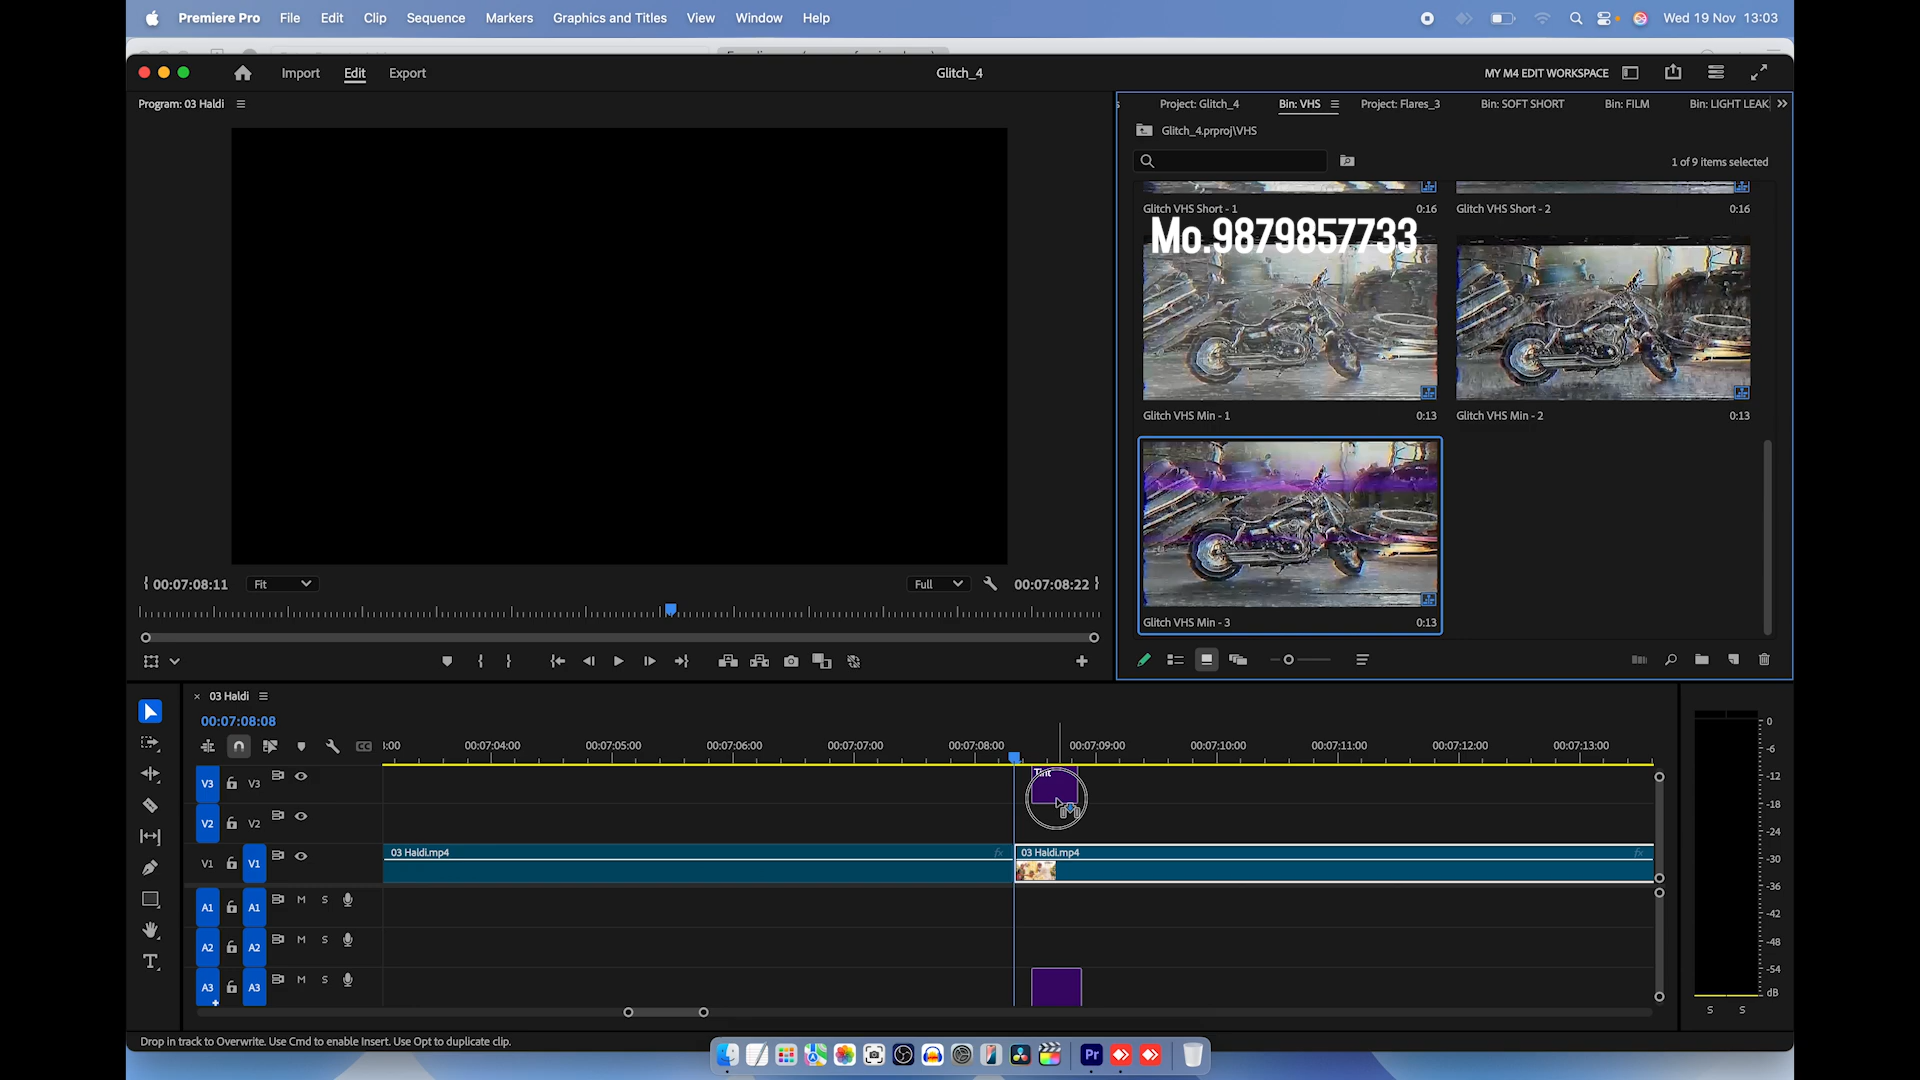 Premiere Pro File Edit Clip Sequence Markers Graphics and Titles View Window Help
Wed 19 Nov 13:03
Import Edit Export
Glitch_4
MY M4 EDIT WORKSPACE
Program: 03 Haldi
Project: Glitch_4 Bin: VHS Project: Flares_3 Bin: SOFT SHORT Bin: FILM Bin: LIGHT LEAK
Glitch_4.prproj\VHS
1 of 9 items selected
Glitch VHS Short - 1 0:16 Glitch VHS Short - 2 0:16
Mo.9879857733
Glitch VHS Min - 1 0:13 Glitch VHS Min - 2 0:13
Glitch VHS Min - 3 0:13
00:07:08:11 Fit Full 00:07:08:22
03 Haldi
00:07:08:08
:00 00:07:04:00 00:07:05:00 00:07:06:00 00:07:07:00 00:07:08:00 00:07:09:00 00:07:10:00 00:07:11:00 00:07:12:00 00:07:13:00
CC
V3 V3 Tint
V2 V2
V1 V1 03 Haldi.mp4 fx 03 Haldi.mp4 fx
A1 A1 M S
A2 A2 M S
A3 A3 M S
0
-6
-12
-18
-24
-30
-36
-42
-48
-54
dB
S S
Drop in track to Overwrite. Use Cmd to enable Insert. Use Opt to duplicate clip.
Pr